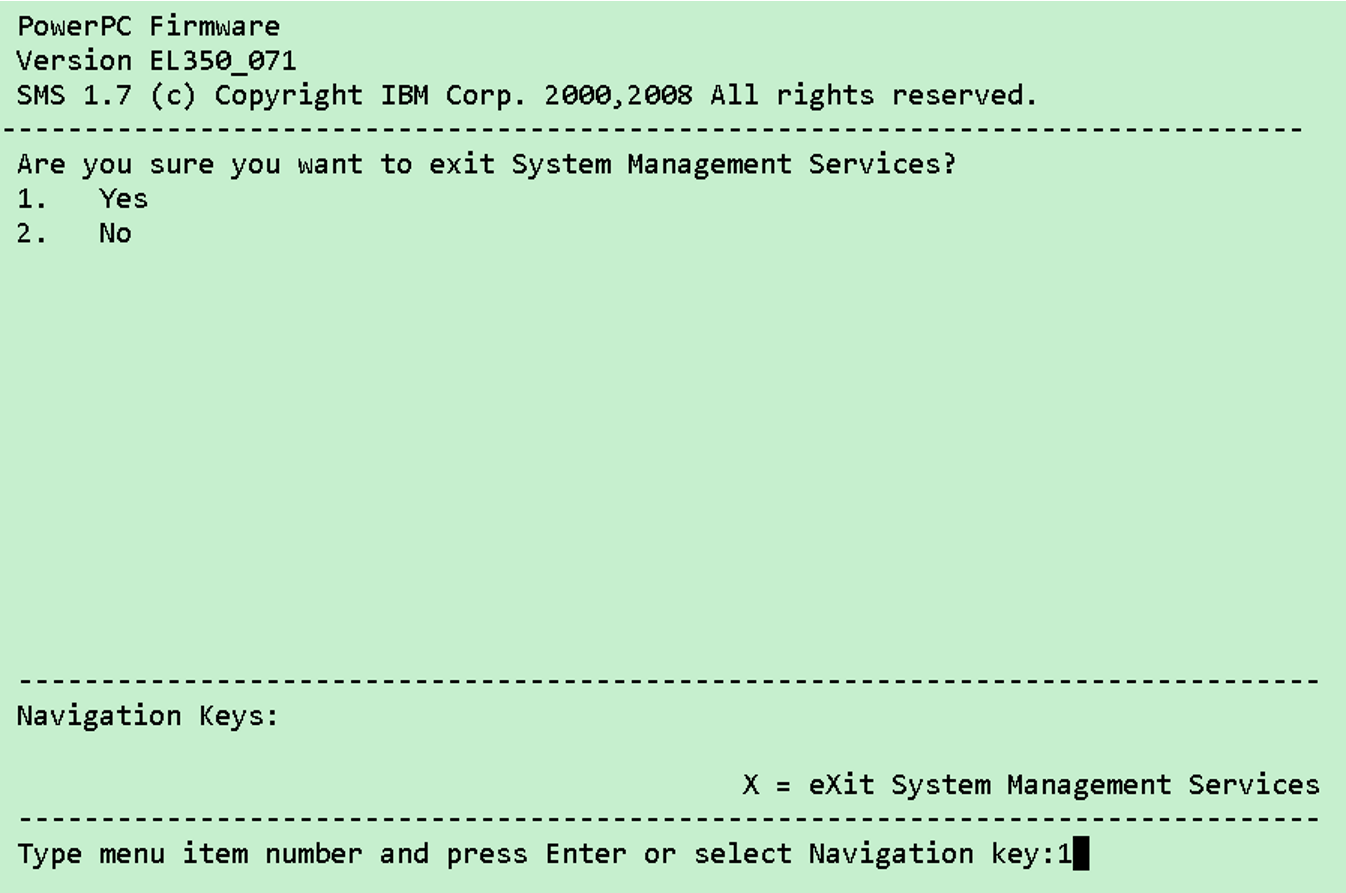 PowerPC Firmware
Version EL350_071
SMS 1.7 (c) Copyright IBM Corp. 2000,2008 All rights reserved.
-------------------------------------------------------------------------------
Are you sure you want to exit System Management Services?
1.   Yes
2.   No
-------------------------------------------------------------------------------
Navigation Keys:
X = eXit System Management Services
-------------------------------------------------------------------------------
Type menu item number and press Enter or select Navigation key:1